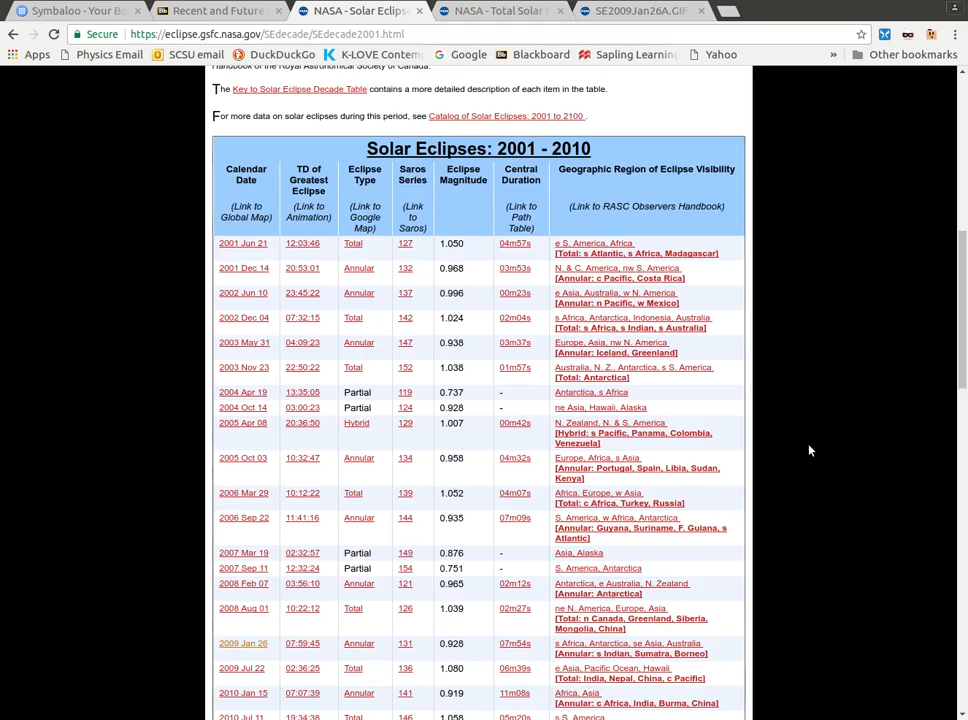 Symbaloo - Your Bo
Recent and Future
NASA - Solar Eclipse
NASA - Total Solar
SE2009Jan26A.GIF
Secure
https://eclipse.gsfc.nasa.gov/SEdecade/SEdecade2001.html
Apps Physics Email SCSU email DuckDuckGo K-LOVE Contem Google Blackboard Sapling Learning Yahoo » Other bookmarks
Handbook of the Royal Astronomical Society of Canada.
The Key to Solar Eclipse Decade Table contains a more detailed description of each item in the table.
For more data on solar eclipses during this period, see Catalog of Solar Eclipses: 2001 to 2100 .
Solar Eclipses: 2001 - 2010
Calendar Date (Link to Global Map)
TD of Greatest Eclipse (Link to Animation)
Eclipse Type (Link to Google Map)
Saros Series (Link to Saros)
Eclipse Magnitude
Central Duration (Link to Path Table)
Geographic Region of Eclipse Visibility (Link to RASC Observers Handbook)
2001 Jun 21 12:03:46 Total 127 1.050 04m57s e S. America, Africa
[Total: s Atlantic, s Africa, Madagascar]
2001 Dec 14 20:53:01 Annular 132 0.968 03m53s N. & C. America, nw S. America
[Annular: c Pacific, Costa Rica]
2002 Jun 10 23:45:22 Annular 137 0.996 00m23s e Asia, Australia, w N. America
[Annular: n Pacific, w Mexico]
2002 Dec 04 07:32:15 Total 142 1.024 02m04s s Africa, Antarctica, Indonesia, Australia
[Total: s Africa, s Indian, s Australia]
2003 May 31 04:09:23 Annular 147 0.938 03m37s Europe, Asia, nw N. America
[Annular: Iceland, Greenland]
2003 Nov 23 22:50:22 Total 152 1.038 01m57s Australia, N. Z., Antarctica, s S. America
[Total: Antarctica]
2004 Apr 19 13:35:05 Partial 119 0.737 - Antarctica, s Africa
2004 Oct 14 03:00:23 Partial 124 0.928 - ne Asia, Hawaii, Alaska
2005 Apr 08 20:36:50 Hybrid 129 1.007 00m42s N. Zealand, N. & S. America
[Hybrid: s Pacific, Panama, Colombia,
Venezuela]
2005 Oct 03 10:32:47 Annular 134 0.958 04m32s Europe, Africa, s Asia
[Annular: Portugal, Spain, Libia, Sudan,
Kenya]
2006 Mar 29 10:12:22 Total 139 1.052 04m07s Africa, Europe, w Asia
[Total: c Africa, Turkey, Russia]
2006 Sep 22 11:41:16 Annular 144 0.935 07m09s S. America, w Africa, Antarctica
[Annular: Guyana, Suriname, F. Guiana, s
Atlantic]
2007 Mar 19 02:32:57 Partial 149 0.876 - Asia, Alaska
2007 Sep 11 12:32:24 Partial 154 0.751 - S. America, Antarctica
2008 Feb 07 03:56:10 Annular 121 0.965 02m12s Antarctica, e Australia, N. Zealand
[Annular: Antarctica]
2008 Aug 01 10:22:12 Total 126 1.039 02m27s ne N. America, Europe, Asia
[Total: n Canada, Greenland, Siberia,
Mongolia, China]
2009 Jan 26 07:59:45 Annular 131 0.928 07m54s s Africa, Antarctica, se Asia, Australia
[Annular: s Indian, Sumatra, Borneo]
2009 Jul 22 02:36:25 Total 136 1.080 06m39s e Asia, Pacific Ocean, Hawaii
[Total: India, Nepal, China, c Pacific]
2010 Jan 15 07:07:39 Annular 141 0.919 11m08s Africa, Asia
[Annular: c Africa, India, Burma, China]
2010 Jul 11 19:34:38 Total 146 1.058 05m20s s S. America